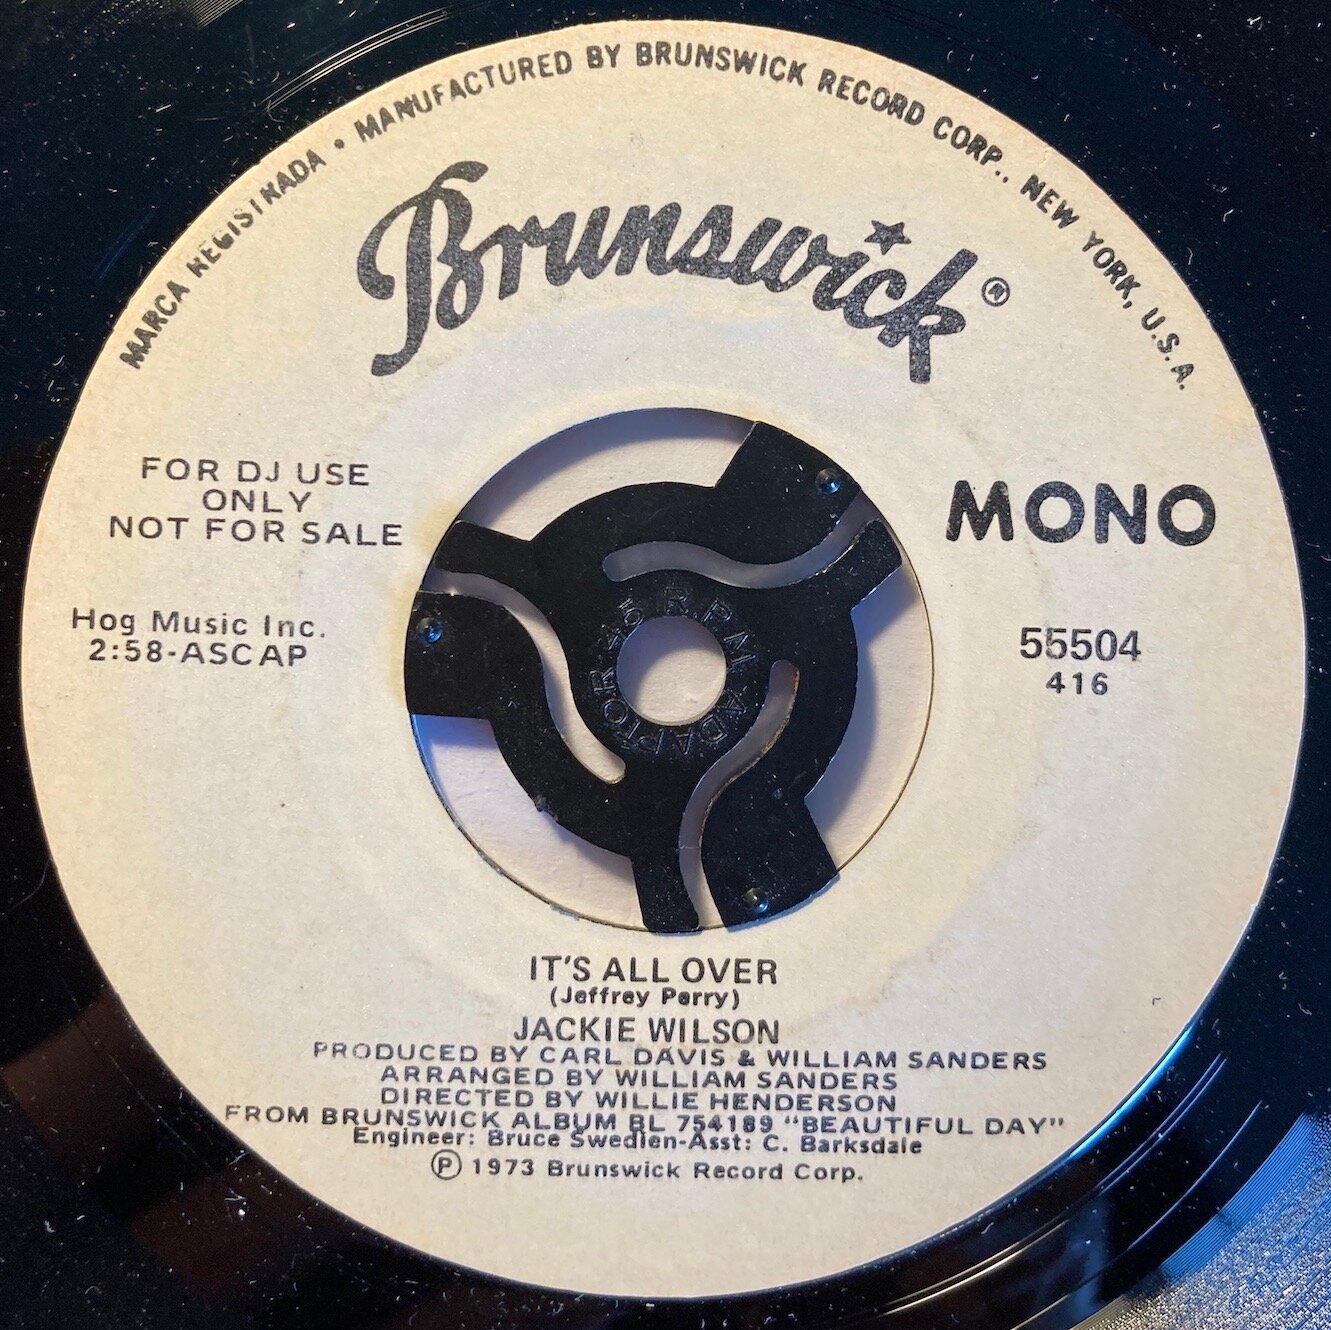 MARCA REGISTRADA • MANUFACTURED BY BRUNSWICK RECORD CORP., NEW YORK, U.S.A.
Brunswick®
FOR DJ USE
ONLY
NOT FOR SALE
MONO
Hog Music Inc.
2:58-ASCAP
55504
416
45 R.P.M. ADAPTOR
IT'S ALL OVER
(Jeffrey Perry)
JACKIE WILSON
PRODUCED BY CARL DAVIS & WILLIAM SANDERS
ARRANGED BY WILLIAM SANDERS
DIRECTED BY WILLIE HENDERSON
FROM BRUNSWICK ALBUM BL 754189 "BEAUTIFUL DAY"
Engineer: Bruce Swedien-Asst: C. Barksdale
℗ 1973 Brunswick Record Corp.